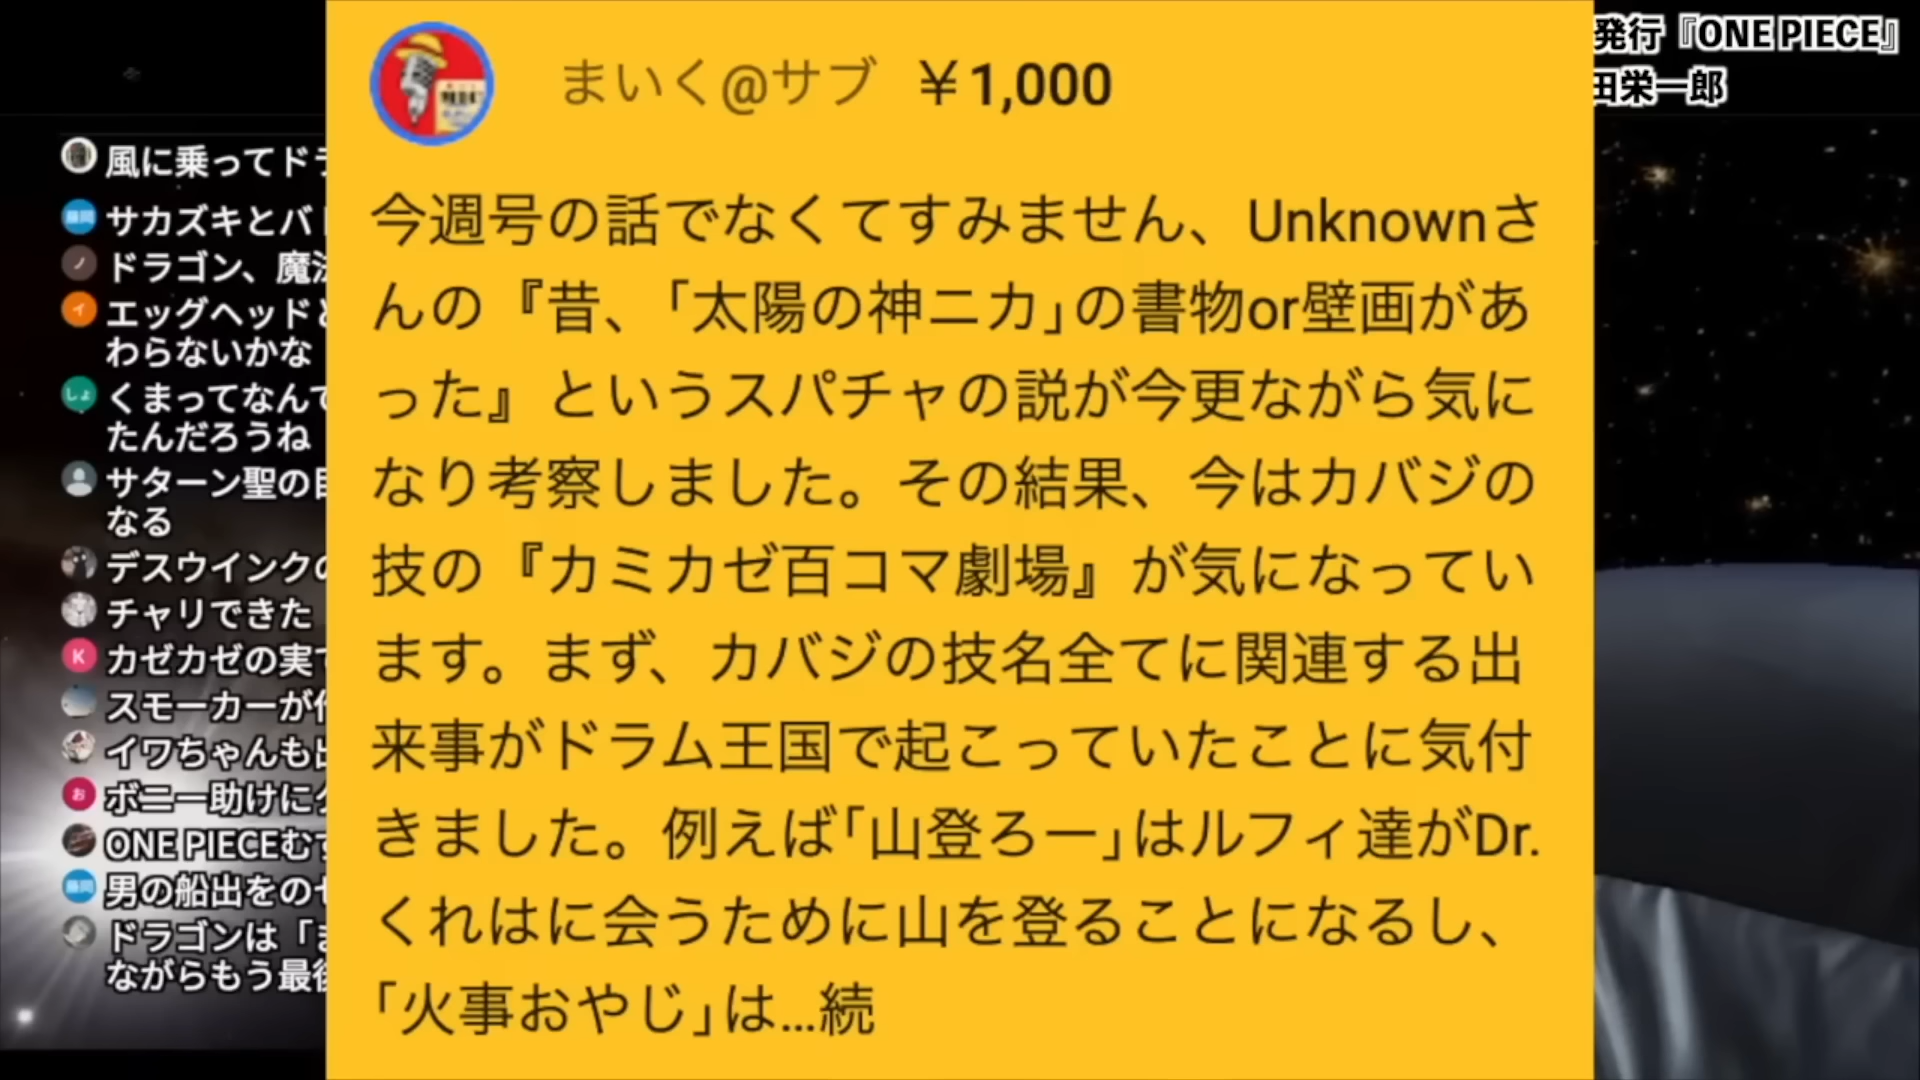 発行『ONE PIECE』
田栄一郎
まいく@サブ ￥1,000
今週号の話でなくてすみません、Unknownさ
んの『昔、「太陽の神ニカ」の書物or壁画があ
った』というスパチャの説が今更ながら気に
なり考察しました。その結果、今はカバジの
技の『カミカゼ百コマ劇場』が気になってい
ます。まず、カバジの技名全てに関連する出
来事がドラム王国で起こっていたことに気付
きました。例えば「山登ろー」はルフィ達がDr.
くれはに会うために山を登ることになるし、
「火事おやじ」は...続
風に乗ってド
サカズキとバ
ドラゴン、魔
エッグヘッド
わらないかな
くまってなんて
たんだろうね
サターン聖の
なる
デスウインクの
チャリできた
カゼカゼの実
スモーカーが
イワちゃんも
ボニー助けに
ONE PIECEむ
男の船出をの
ドラゴンは「
ながらもう最